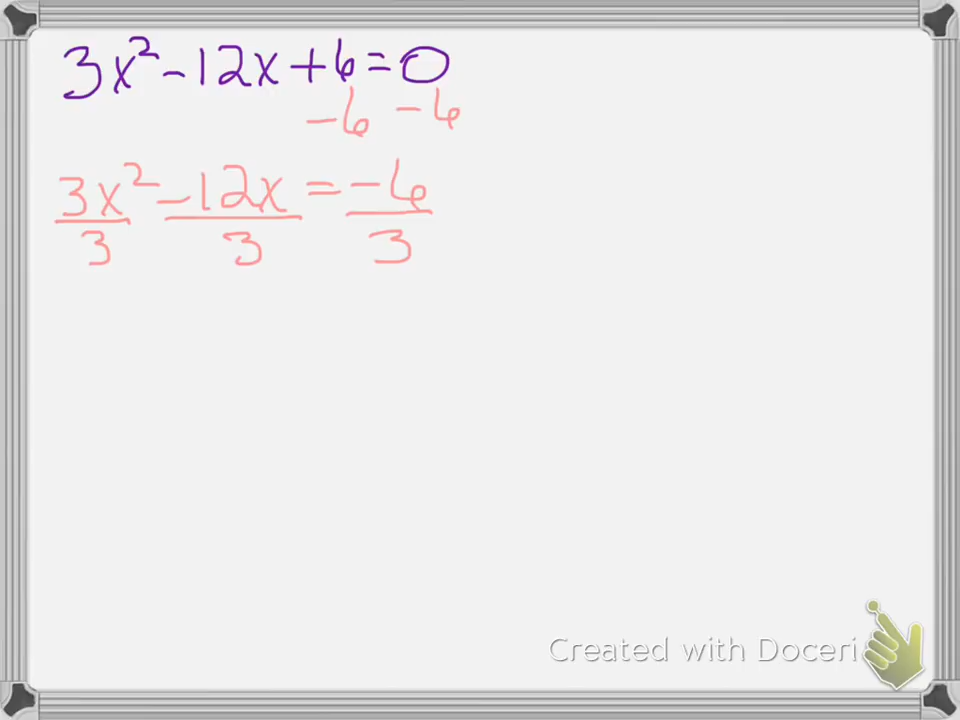 3x² - 12x + 6 = 0
-6 -6
3x² - 12x = -6
3 3 3
Created with Doceri